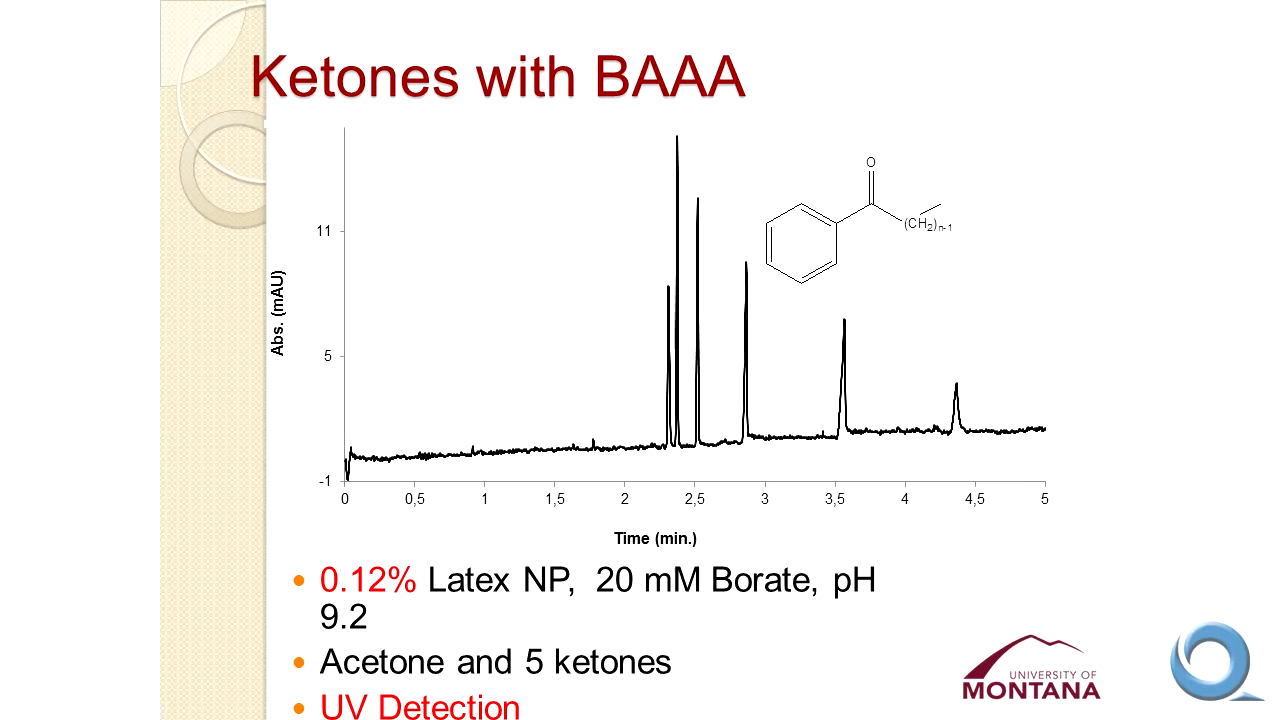 Ketones with BAAA
O
(CH2)n-1
11
5
-1
Abs. (mAU)
0 0,5 1 1,5 2 2,5 3 3,5 4 4,5 5
Time (min.)
• 0.12% Latex NP, 20 mM Borate, pH
9.2
• Acetone and 5 ketones
• UV Detection
UNIVERSITY OF
MONTANA